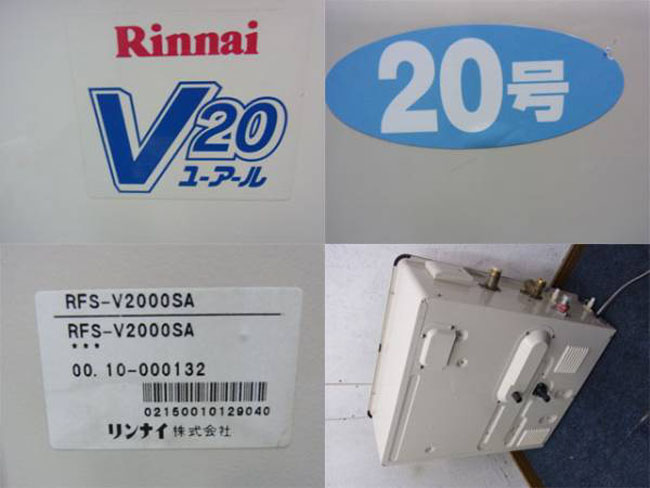 Rinnai
V20
ユーアール
20号
RFS-V2000SA
RFS-V2000SA
***
00.10-000132
02150010129040
リンナイ株式会社